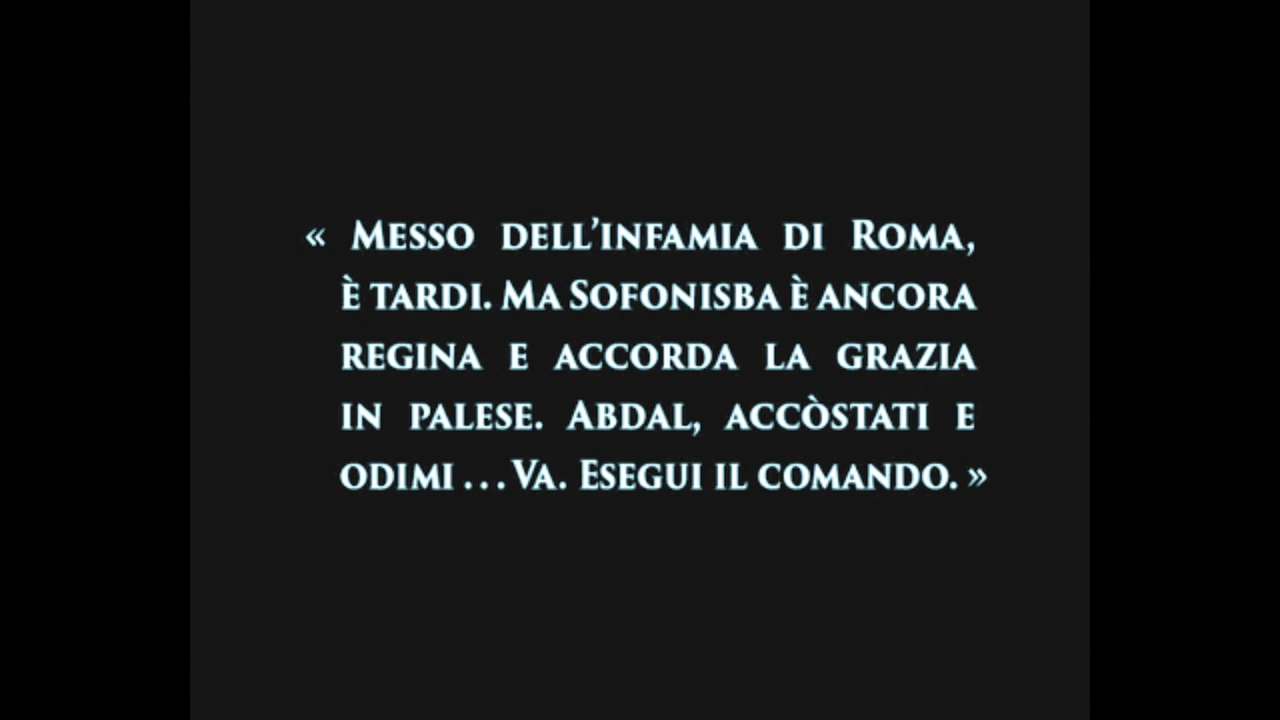 « Messo dell’infamia di Roma,
è tardi. Ma Sofonisba è ancora
regina e accorda la grazia
in palese. Abdal, accòstati e
odimi ... Va. Esegui il comando. »